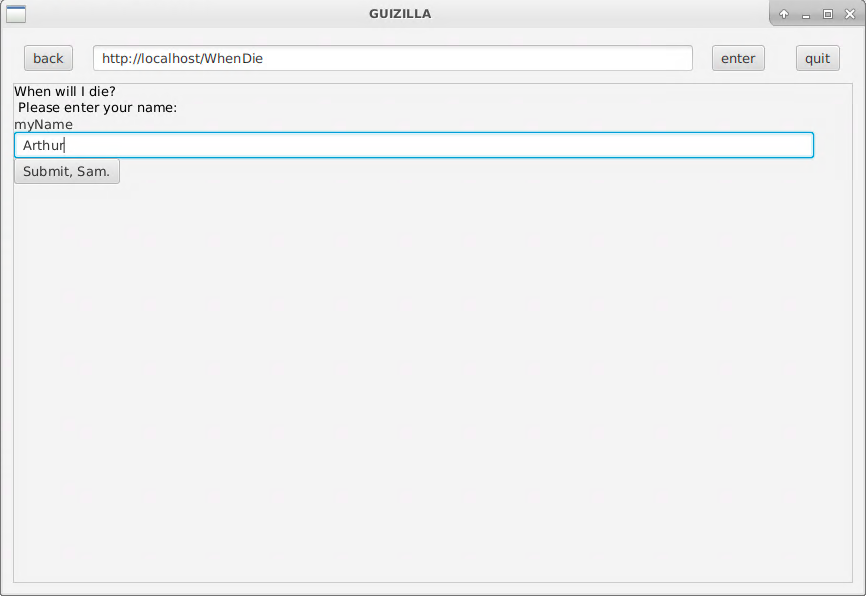 GUIZILLA
back http://localhost/WhenDie enter quit
When will I die?
Please enter your name:
myName
Arthur
Submit, Sam.